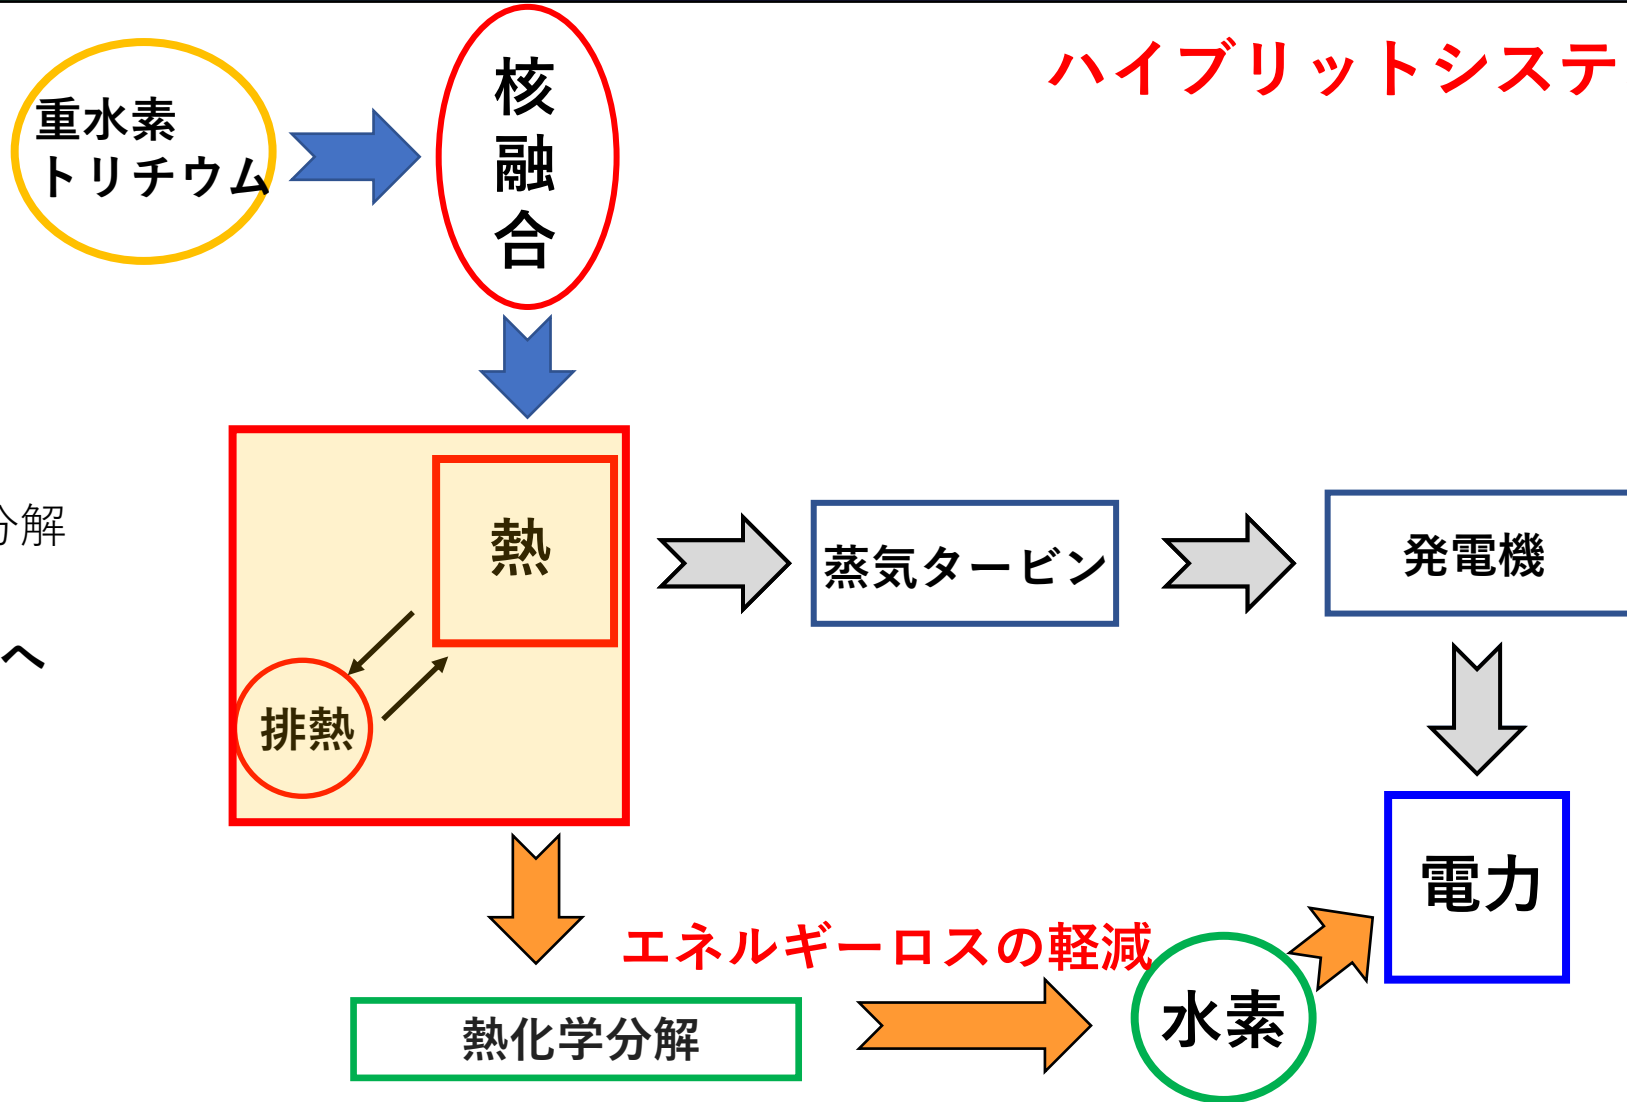 ハイブリットシステ
重水素
トリチウム
核
融
合
分解
へ
熱
排熱
蒸気タービン
発電機
電力
エネルギーロスの軽減
水素
熱化学分解